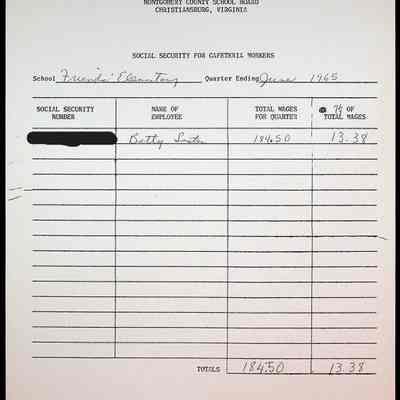 MONTGOMERY COUNTY SCHOOL BOARD
CHRISTIANSBURG, VIRGINIA
SOCIAL SECURITY FOR CAFETERIA WORKERS
School Friends Elementary Quarter Ending June 1965
SOCIAL SECURITY NUMBER
NAME OF EMPLOYEE
TOTAL WAGES FOR QUARTER
7¼ OF TOTAL WAGES
Betty 184.50 13.38
TOTALS 184.50 13.38